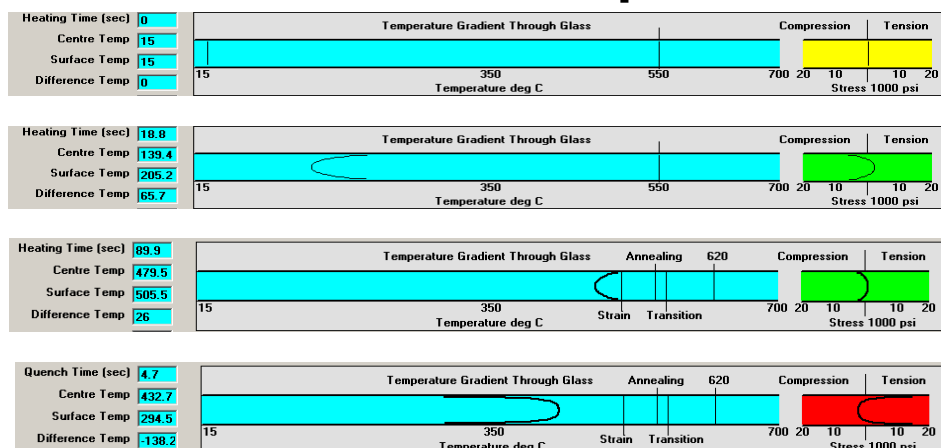 Heating Time (sec) 0
Temperature Gradient Through Glass
Compression Tension
Centre Temp 15
Surface Temp 15
Difference Temp 0
15 350 550 700 20 10 10 20
Temperature deg C
Stress 1000 psi
Heating Time (sec) 18.8
Temperature Gradient Through Glass
Compression Tension
Centre Temp 139.4
Surface Temp 205.2
Difference Temp 65.7
15 350 550 700 20 10 10 20
Temperature deg C
Stress 1000 psi
Heating Time (sec) 89.9
Temperature Gradient Through Glass Annealing 620
Compression Tension
Centre Temp 479.5
Surface Temp 505.5
Difference Temp 26
15 350 Strain Transition 700 20 10 10 20
Temperature deg C
Stress 1000 psi
Quench Time (sec) 4.7
Temperature Gradient Through Glass Annealing 620
Compression Tension
Centre Temp 432.7
Surface Temp 294.5
Difference Temp -138.2
15 350 Strain Transition 700 20 10 10 20
Temperature deg C
Stress 1000 psi